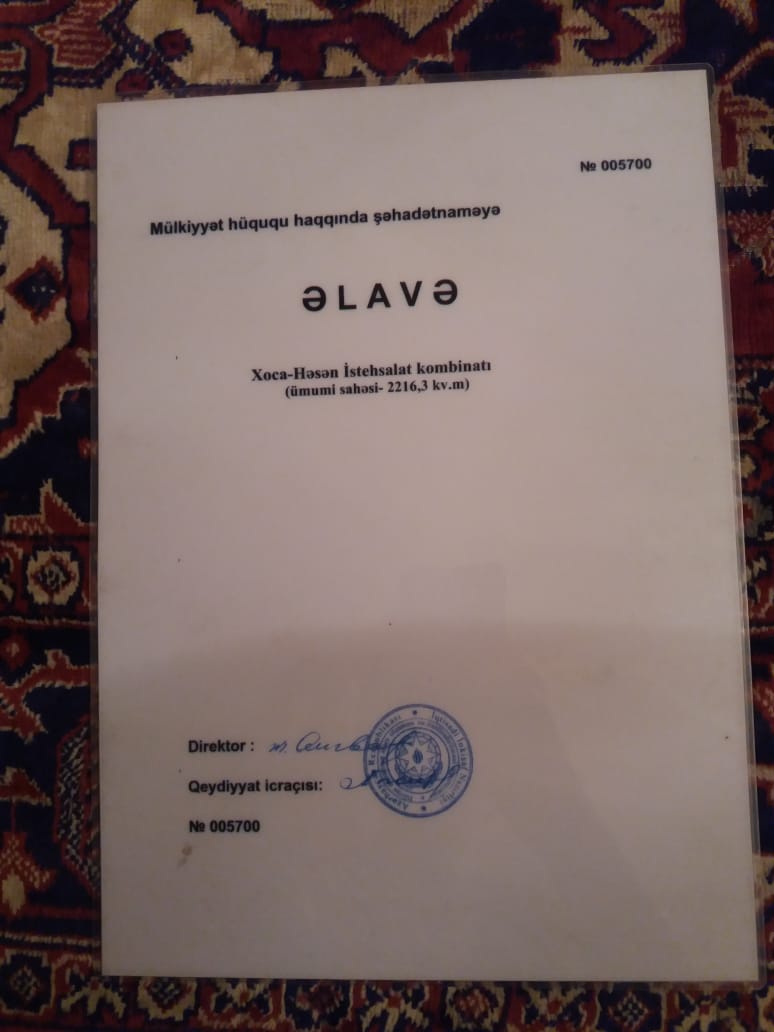 № 005700
Mülkiyyət hüququ haqqında şəhadətnaməyə
ƏLAVƏ
Xoca-Həsən İstehsalat kombinatı
(ümumi sahəsi- 2216,3 kv.m)
Direktor :
Qeydiyyat icraçısı:
№ 005700